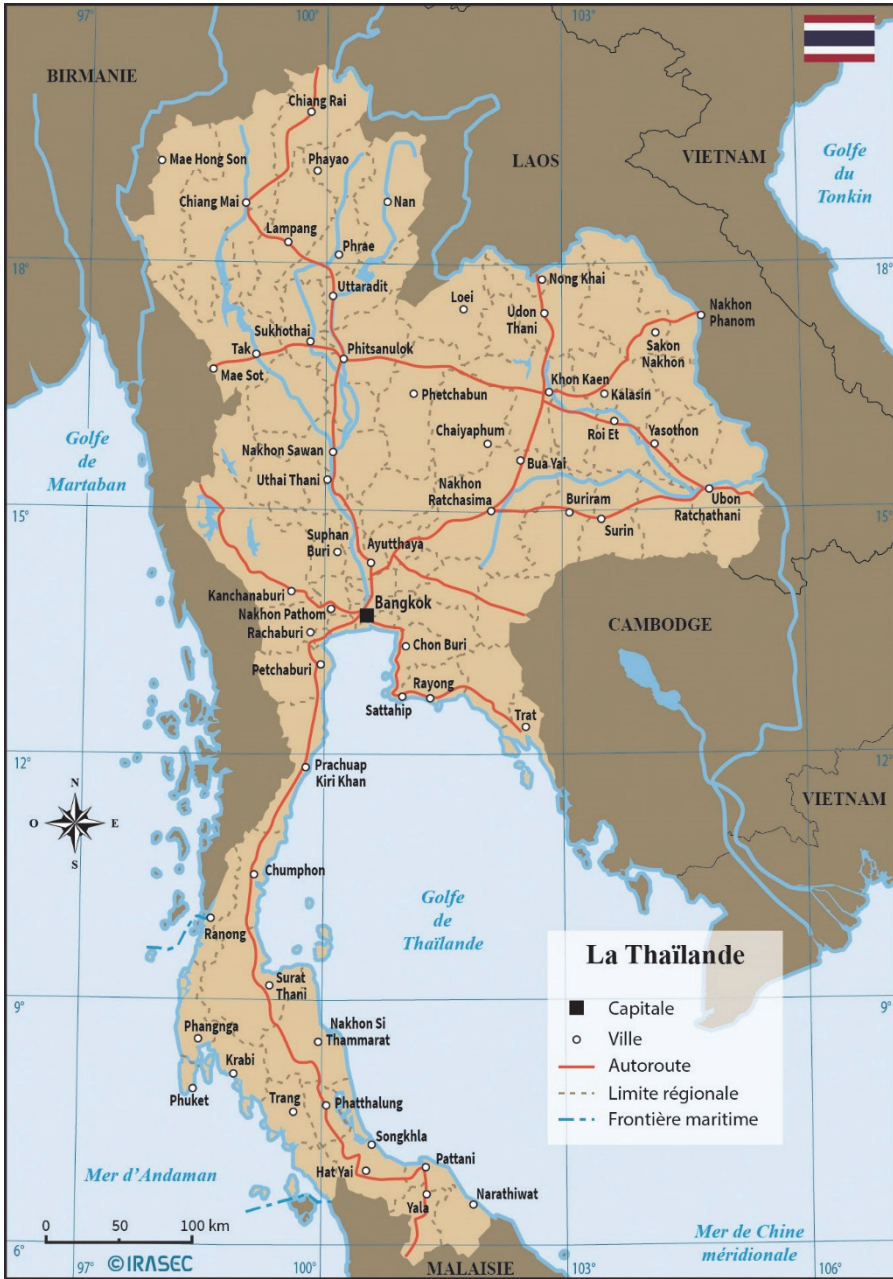 97°
100°
103°
BIRMANIE
Chiang Rai
LAOS
VIETNAM
Golfe
du
Tonkin
Mae Hong Son
Phayao
Chiang Mai
Nan
Lampang
Phrae
18°
18°
Uttaradit
Loei
Nong Khai
Udon
Thani
Nakhon
Phanom
Sukhothai
Tak
Phitsanulok
Sakon
Nakhon
Mae Sot
Khon Kaen
Phetchabun
Kalasin
Golfe
de
Martaban
Chaiyaphum
Roi Et
Yasothon
Nakhon Sawan
Bua Yai
Uthai Thani
Nakhon
Ratchasima
Buriram
Ubon
Ratchathani
15°
15°
Surin
Suphan
Buri
Ayutthaya
Kanchanaburi
Bangkok
Nakhon Pathom
Rachaburi
CAMBODGE
Chon Buri
Petchaburi
Rayong
Sattahip
Trat
12°
12°
Prachuap
Kiri Khan
VIETNAM
N
O
E
S
Chumphon
Golfe
de
Thaïlande
Ranong
La Thaïlande
Surat
Thani
9°
9°
Capitale
Nakhon Si
Thammarat
Ville
Phangnga
Krabi
Autoroute
Phuket
Trang
Phatthalung
Limite régionale
Frontière maritime
Songkhla
Mer d'Andaman
Hat Yai
Pattani
Yala
Narathiwat
0 50 100 km
Mer de Chine
méridionale
6°
97°
©IRASEC
100°
MALAISIE
103°
106°